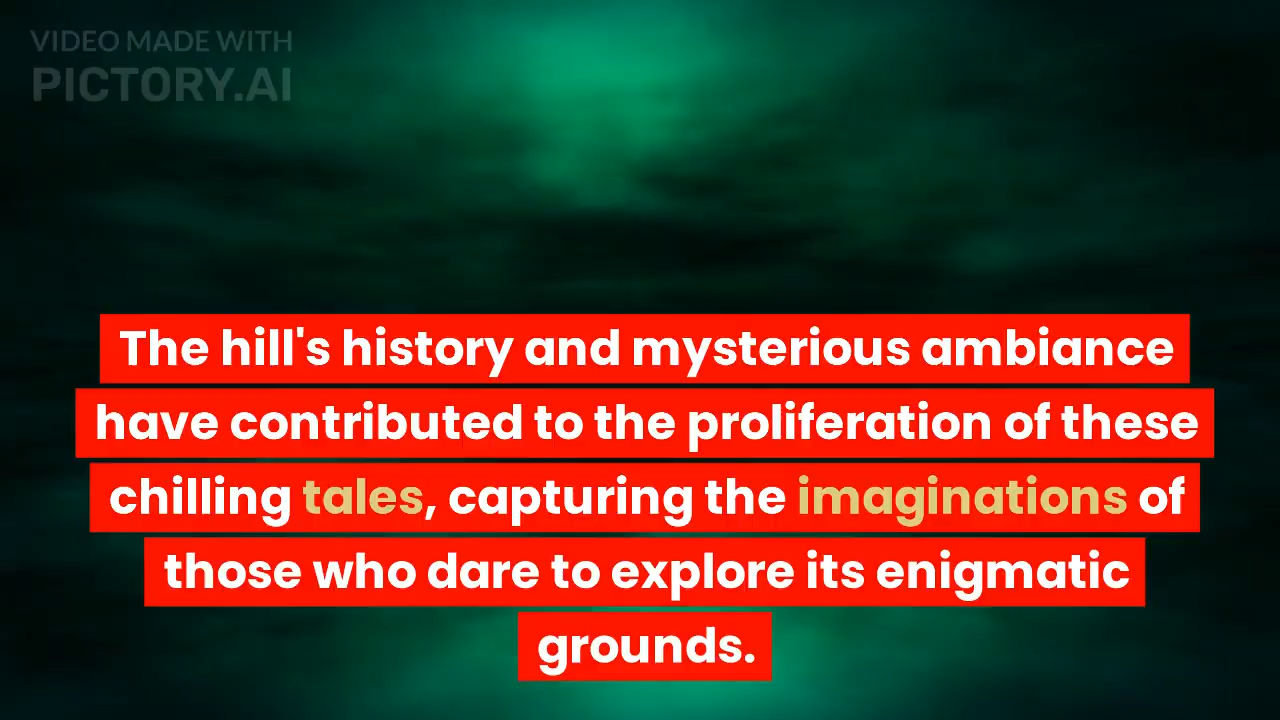 VIDEO MADE WITH
PICTORY.AI
The hill's history and mysterious ambiance
have contributed to the proliferation of these
chilling tales, capturing the imaginations of
those who dare to explore its enigmatic
grounds.